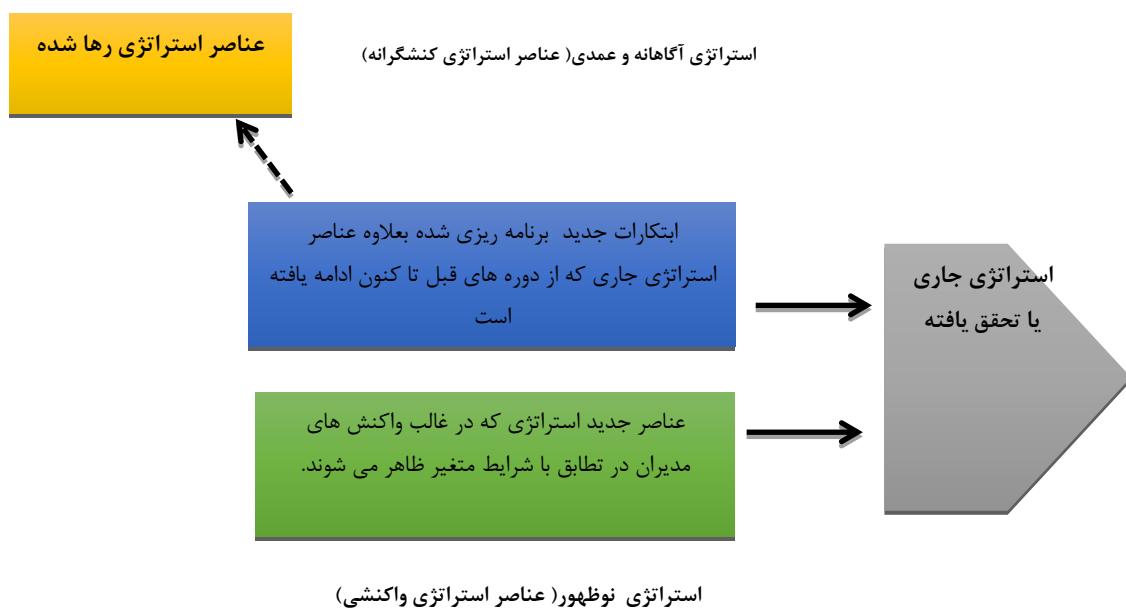 عناصر استراتژی رها شده
استراتژی آگاهانه و عمدی( عناصر استراتژی کنشگرانه)
ابتکارات جدید برنامه ریزی شده بعلاوه عناصر
استراتژی جاری که از دوره های قبل تا کنون ادامه یافته
است
استراتژی جاری
یا تحقق یافته
عناصر جدید استراتژی که در غالب واکنش های
مدیران در تطابق با شرایط متغیر ظاهر می شوند.
استراتژی نوظهور( عناصر استراتژی واکنشی)